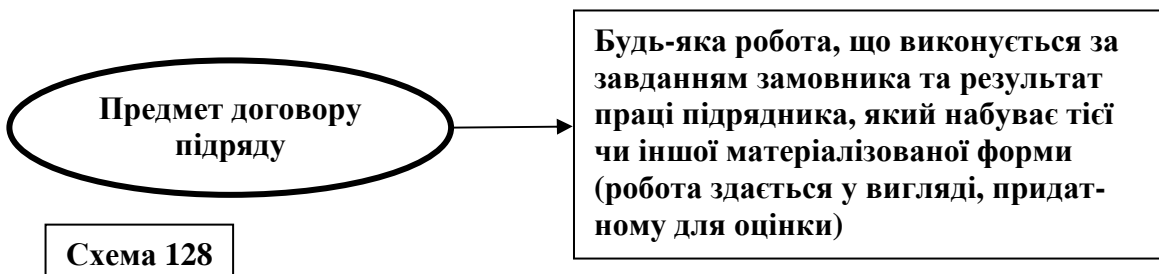 Предмет договору
підряду
Будь-яка робота, що виконується за
завданням замовника та результат
праці підрядника, який набуває тієї
чи іншої матеріалізованої форми
(робота здається у вигляді, придат-
ному для оцінки)
Схема 128